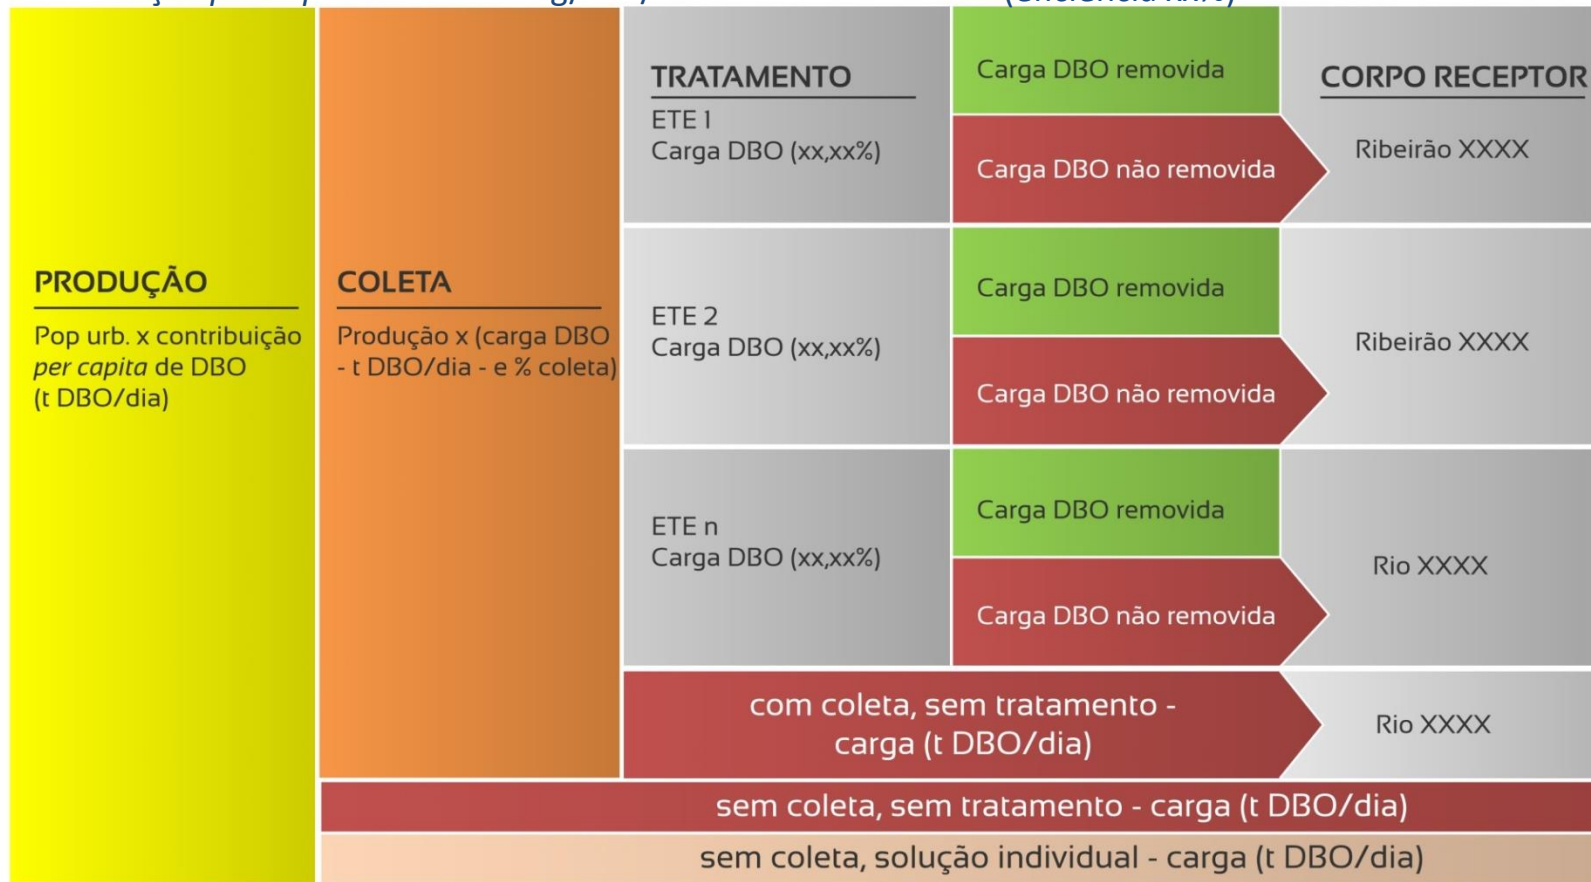 per capita
(eficiência xx%)
PRODUÇÃO
Pop urb. x contribuição
per capita de DBO
(t DBO/dia)
COLETA
Produção x (carga DBO
- t DBO/dia - e % coleta)
TRATAMENTO
ETE 1
Carga DBO (xx,xx%)
Carga DBO removida
Carga DBO não removida
CORPO RECEPTOR
Ribeirão XXXX
ETE 2
Carga DBO (xx,xx%)
Carga DBO removida
Carga DBO não removida
Ribeirão XXXX
ETE n
Carga DBO (xx,xx%)
Carga DBO removida
Carga DBO não removida
Rio XXXX
com coleta, sem tratamento -
carga (t DBO/dia)
Rio XXXX
sem coleta, sem tratamento - carga (t DBO/dia)
sem coleta, solução individual - carga (t DBO/dia)